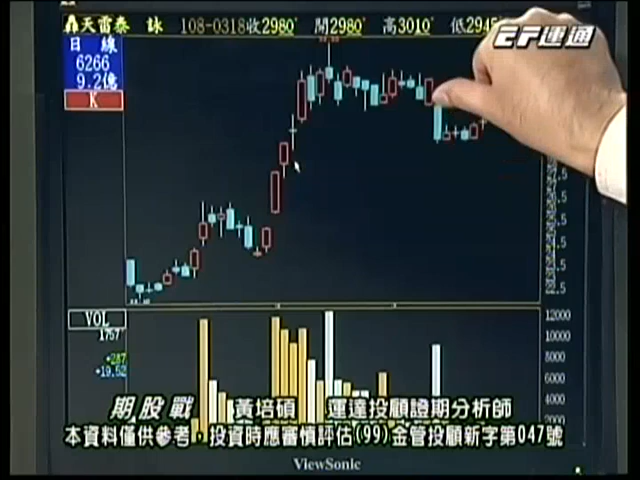 天雷泰 詠 108-0318收2980 開2980 高3010 低2945
EF運通
日 線
6266
9.2億
K
VOL
1757
+287
+19.52
12000
10000
8000
6000
4000
期股戰 黃培碩 運達投顧證期分析師
本資料僅供參考，投資時應審慎評估(99)金管投顧新字第047號
ViewSonic